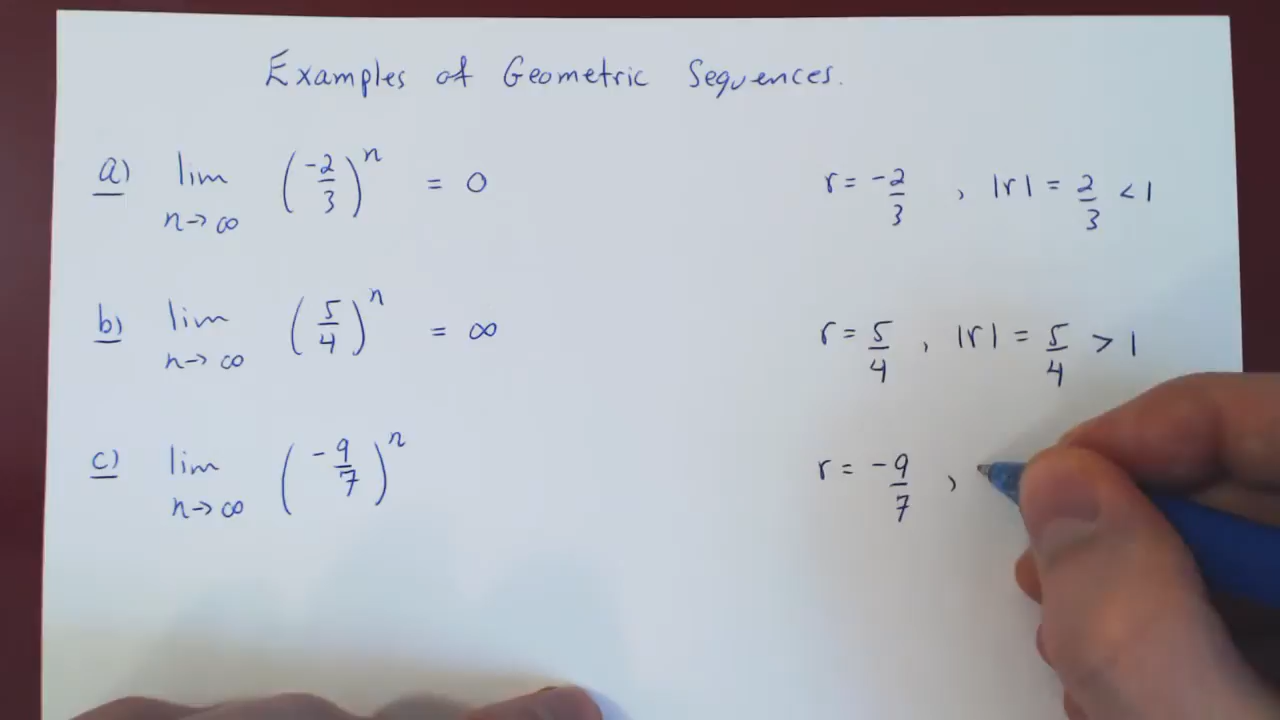 Examples of Geometric Sequences.
a) lim n→∞ (-2/3)^n = 0 r = -2/3 , |r| = 2/3 < 1
b) lim n→∞ (5/4)^n = ∞ r = 5/4 , |r| = 5/4 > 1
c) lim n→∞ (-9/7)^n r = -9/7 ,